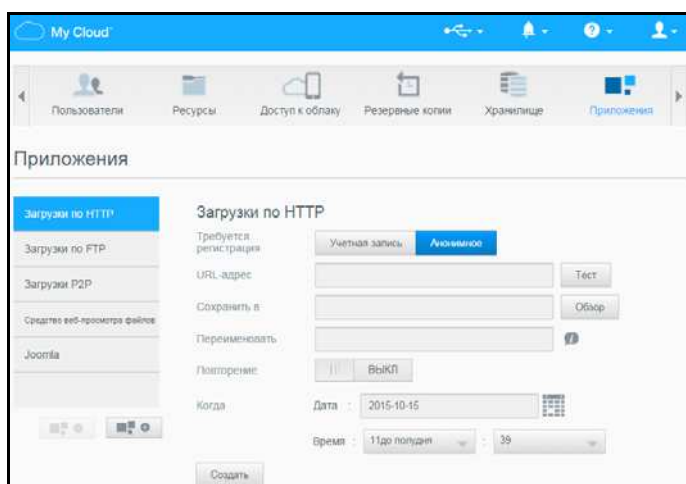 My Cloud
Пользователи
Ресурсы
Доступ к облаку
Резервные копии
Хранилище
Приложения
Приложения
Загрузки по HTTP
Загрузки по FTP
Загрузки P2P
Средство веб-просмотра файлов
Joomla
Загрузки по HTTP
Требуется
регистрация
Учетная запись
Анонимное
URL-адрес
Тест
Сохранить в
Обзор
Переименовать
Повторение
ВЫКЛ
Когда
Дата :
2015-10-15
Время :
11до полудня
:
39
Создать